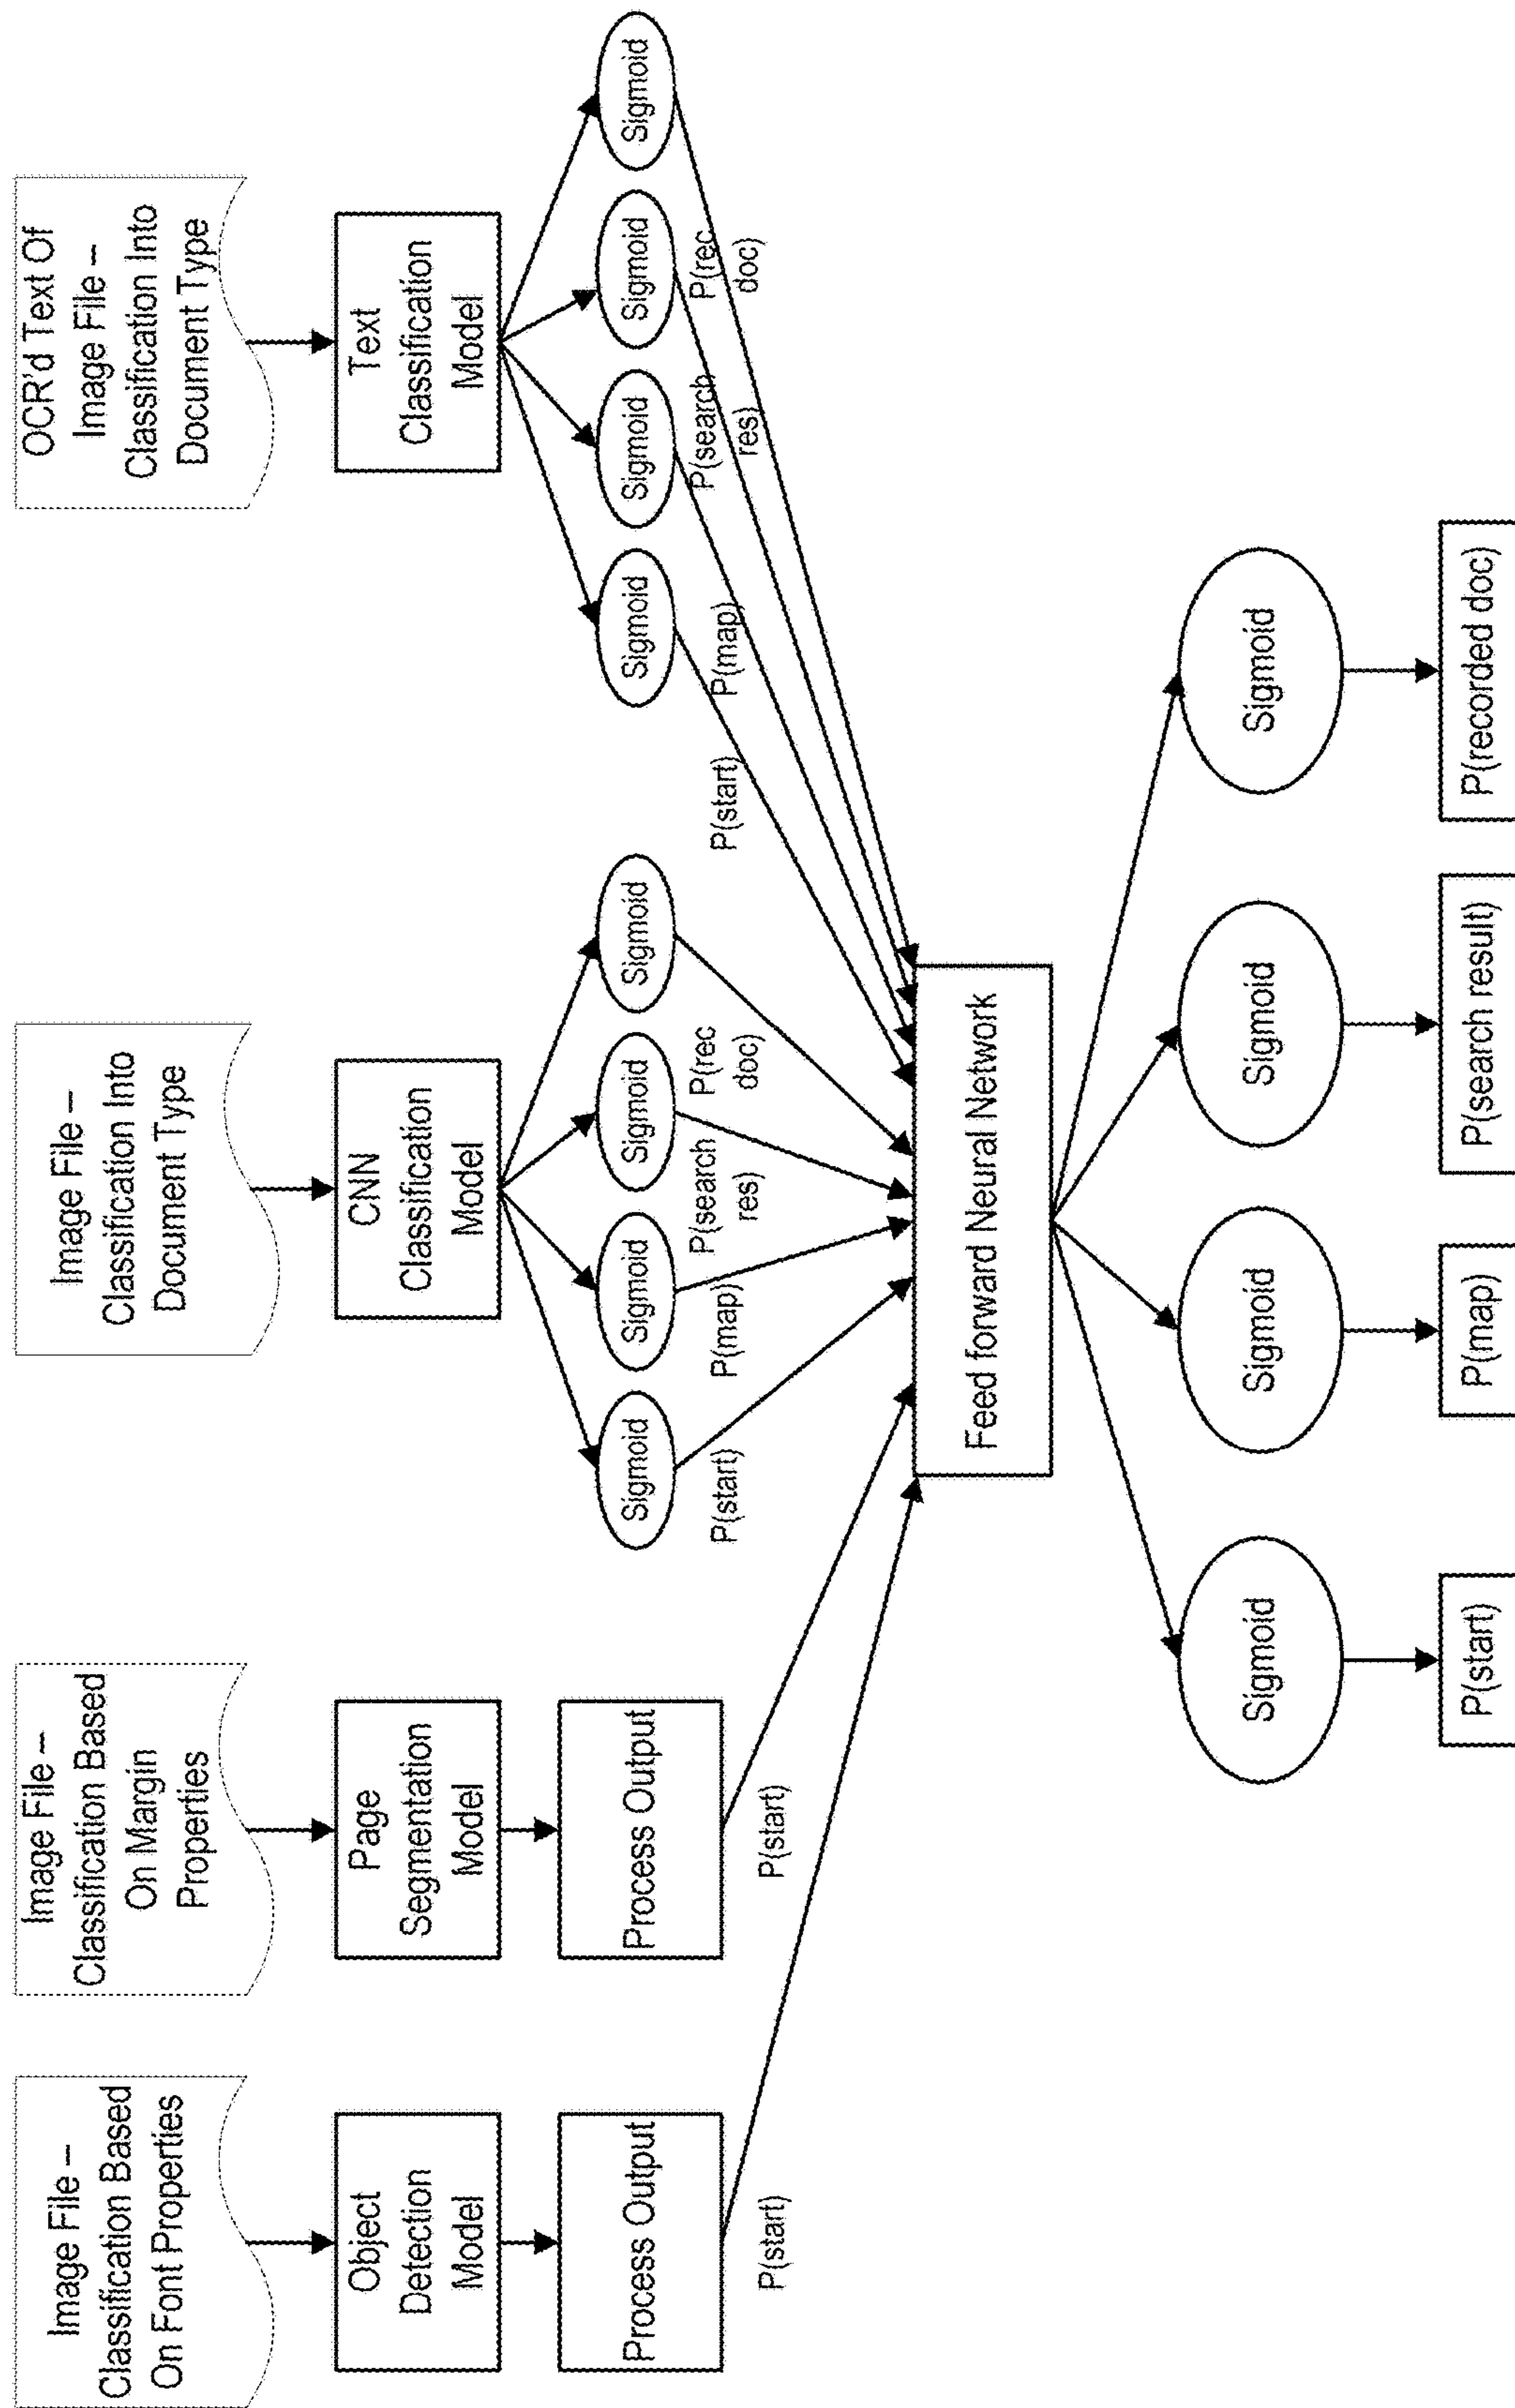 Image File –
Classification Based
On Font Properties
Image File –
Classification Based
On Margin
Properties
Image File –
Classification Into
Document Type
OCR'd Text Of
Image File –
Classification Into
Document Type
Object
Detection
Model
Page
Segmentation
Model
CNN
Classification
Model
Text
Classification
Model
Process Output
Process Output
Sigmoid
Sigmoid
Sigmoid
Sigmoid
Sigmoid
Sigmoid
Sigmoid
Sigmoid
P(start)
P(start)
P(start)
P(map)
P(search
res)
P(rec
doc)
P(start)
P(map)
P(search
res)
P(rec
doc)
Feed forward Neural Network
Sigmoid
Sigmoid
Sigmoid
Sigmoid
P(start)
P(map)
P(search result)
P(recorded doc)